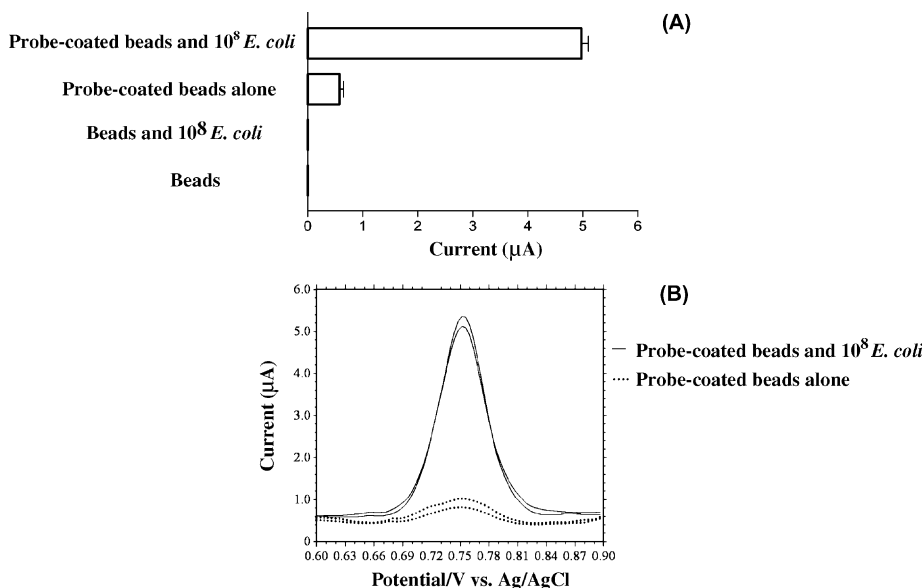 (A)
Probe-coated beads and 10⁸ E. coli
Probe-coated beads alone
Beads and 10⁸ E. coli
Beads
0 1 2 3 4 5 6
Current (µA)
(B)
6.0
5.0
4.0
3.0
2.0
1.0
0.0
Current (µA)
Probe-coated beads and 10⁸ E. coli
Probe-coated beads alone
0.60 0.63 0.66 0.69 0.72 0.75 0.78 0.81 0.84 0.87 0.90
Potential/V vs. Ag/AgCl